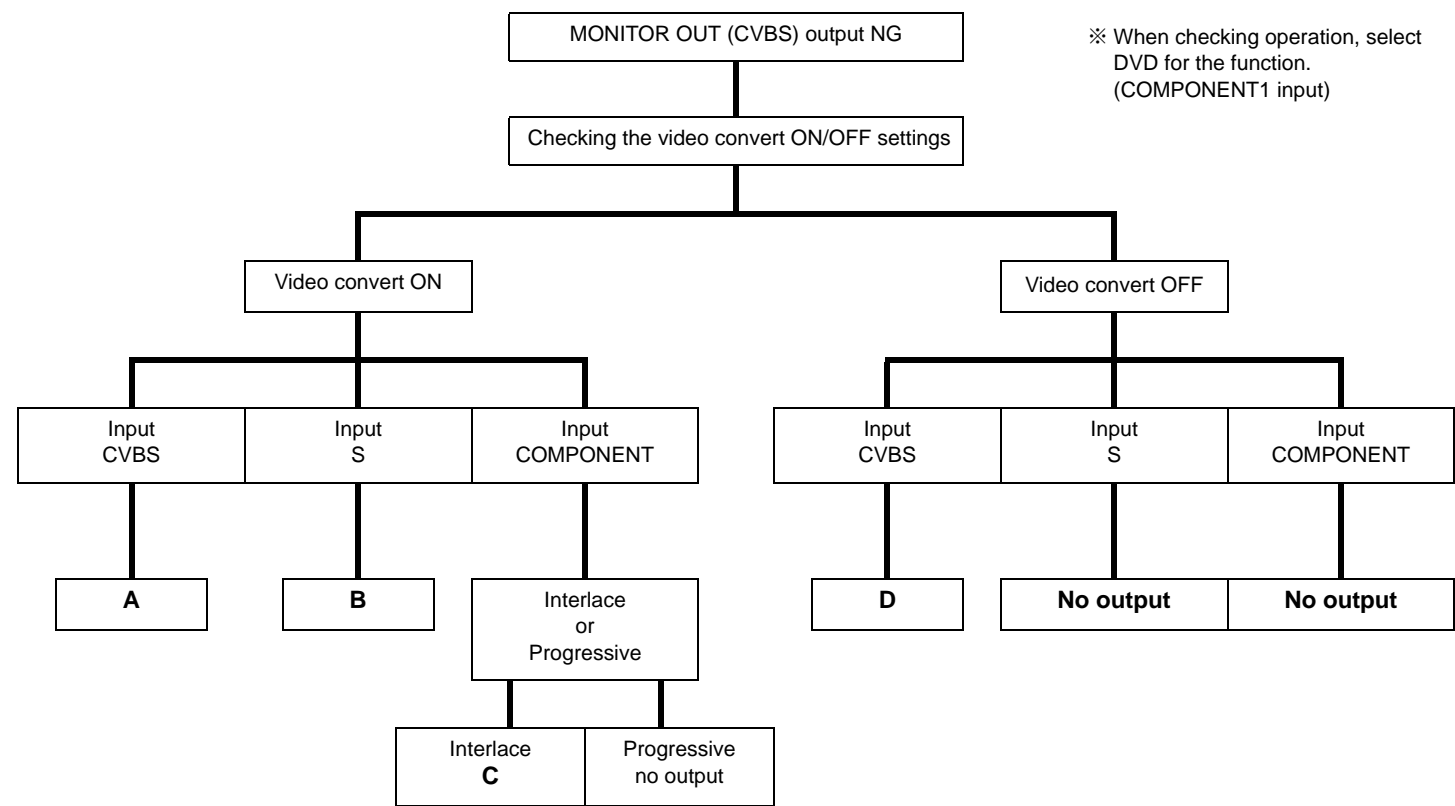 MONITOR OUT (CVBS) output NG
※ When checking operation, select
DVD for the function.
(COMPONENT1 input)
Checking the video convert ON/OFF settings
Video convert ON
Video convert OFF
Input
CVBS
Input
S
Input
COMPONENT
Input
CVBS
Input
S
Input
COMPONENT
A
B
Interlace
or
Progressive
D
No output
No output
Interlace
C
Progressive
no output